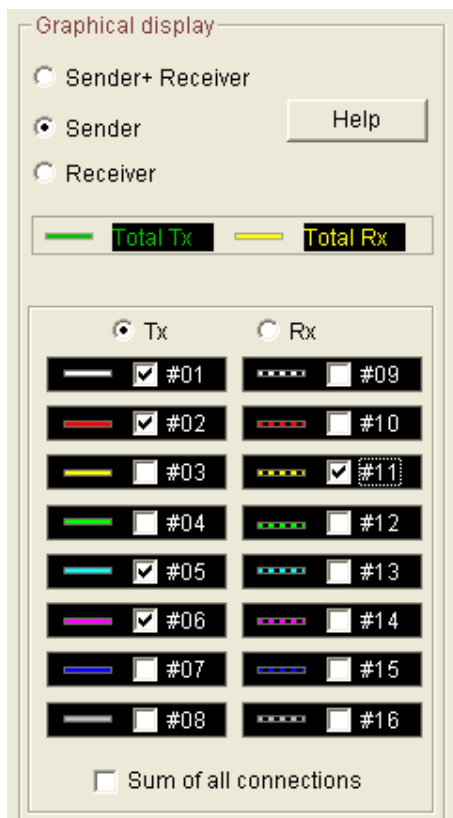 Graphical display
Sender+ Receiver
Sender
Help
Receiver
Total Tx Total Rx
Tx Rx
#01 #09
#02 #10
#03 #11
#04 #12
#05 #13
#06 #14
#07 #15
#08 #16
Sum of all connections